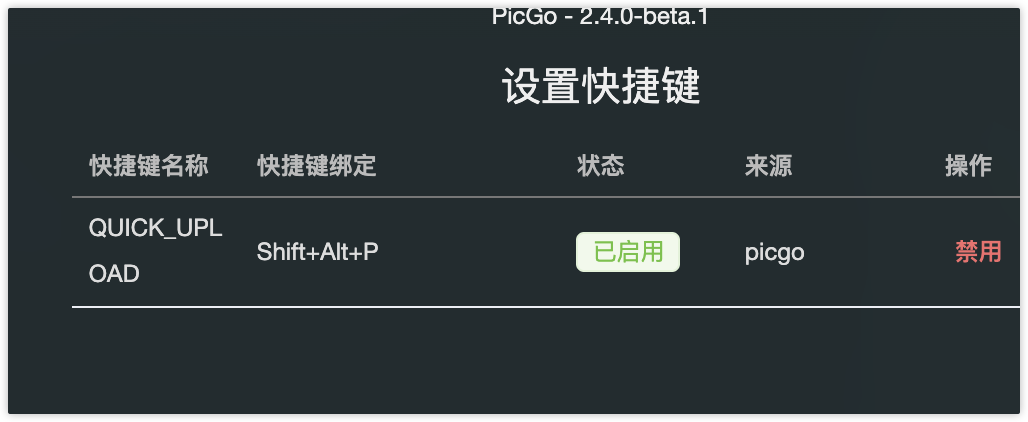 PicGo - 2.4.0-beta.1
设置快捷键
快捷键名称 快捷键绑定 状态 来源 操作
QUICK_UPL
OAD
Shift+Alt+P 已启用 picgo 禁用